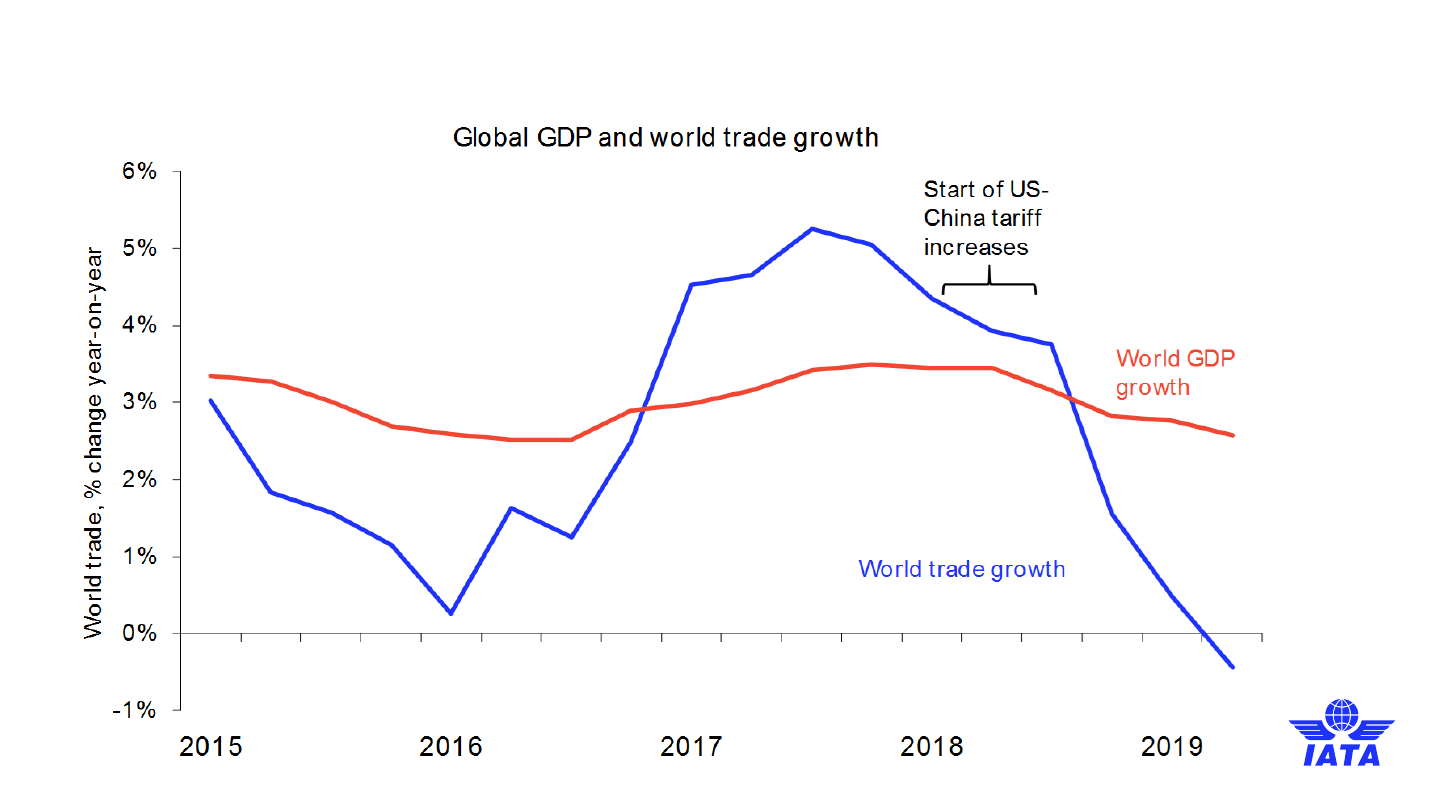 Global GDP and world trade growth
World trade, % change year-on-year
6%
5%
4%
3%
2%
1%
0%
-1%
Start of US-
China tariff
increases
World GDP
growth
World trade growth
2015 2016 2017 2018 2019
IATA